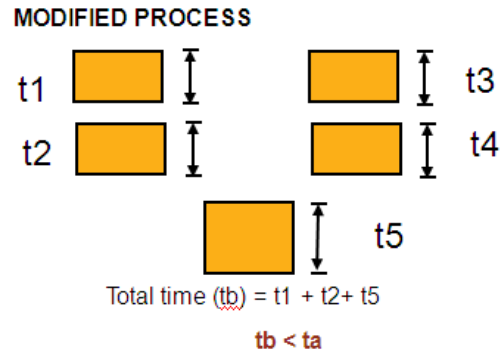 MODIFIED PROCESS
t1
t3
t2
t4
t5
Total time (tb) = t1 + t2+ t5
tb < ta